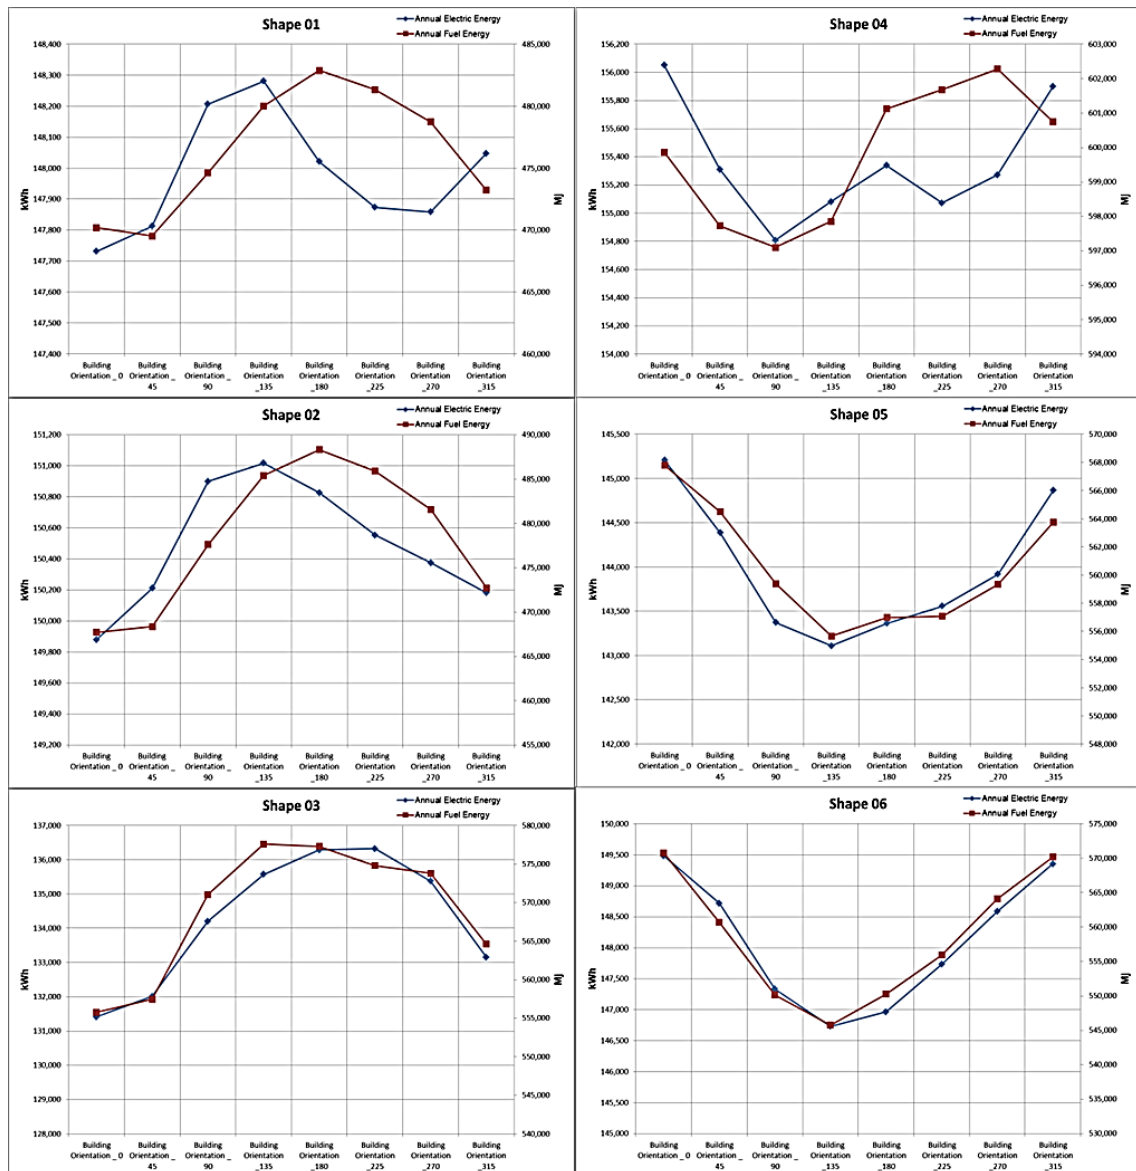 Shape 01
Annual Electric Energy
Annual Fuel Energy
148,400
148,300
148,200
148,100
148,000
147,900
147,800
147,700
147,600
147,500
147,400
kWh
485,000
480,000
475,000
470,000
465,000
460,000
Mj
Building Building Building Building Building Building Building Building
Orientation _0 Orientation _ Orientation _ Orientation Orientation Orientation Orientation Orientation
45 90 _135 _180 _225 _270 _315
Shape 04
Annual Electric Energy
Annual Fuel Energy
156,200
156,000
155,800
155,600
155,400
155,200
155,000
154,800
154,600
154,400
154,200
154,000
kWh
603,000
602,000
601,000
600,000
599,000
598,000
597,000
596,000
595,000
594,000
Mj
Building Building Building Building Building Building Building Building
Orientation _0 Orientation _ Orientation _ Orientation Orientation Orientation Orientation Orientation
45 90 _135 _180 _225 _270 _315
Shape 02
Annual Electric Energy
Annual Fuel Energy
151,200
151,000
150,800
150,600
150,400
150,200
150,000
149,800
149,600
149,400
149,200
kWh
490,000
485,000
480,000
475,000
470,000
465,000
460,000
455,000
Mj
Building Building Building Building Building Building Building Building
Orientation _0 Orientation _ Orientation _ Orientation Orientation Orientation Orientation Orientation
45 90 _135 _180 _225 _270 _315
Shape 05
Annual Electric Energy
Annual Fuel Energy
145,500
145,000
144,500
144,000
143,500
143,000
142,500
142,000
kWh
570,000
568,000
566,000
564,000
562,000
560,000
558,000
556,000
554,000
552,000
550,000
548,000
Mj
Building Building Building Building Building Building Building Building
Orientation _0 Orientation _ Orientation _ Orientation Orientation Orientation Orientation Orientation
45 90 _135 _180 _225 _270 _315
Shape 03
Annual Electric Energy
Annual Fuel Energy
137,000
136,000
135,000
134,000
133,000
132,000
131,000
130,000
129,000
128,000
kWh
580,000
575,000
570,000
565,000
560,000
555,000
550,000
545,000
540,000
Mj
Building Building Building Building Building Building Building Building
Orientation _0 Orientation _ Orientation _ Orientation Orientation Orientation Orientation Orientation
45 90 _135 _180 _225 _270 _315
Shape 06
Annual Electric Energy
Annual Fuel Energy
150,000
149,500
149,000
148,500
148,000
147,500
147,000
146,500
146,000
145,500
145,000
kWh
575,000
570,000
565,000
560,000
555,000
550,000
545,000
540,000
535,000
530,000
Mj
Building Building Building Building Building Building Building Building
Orientation _0 Orientation _ Orientation _ Orientation Orientation Orientation Orientation Orientation
45 90 _135 _180 _225 _270 _315